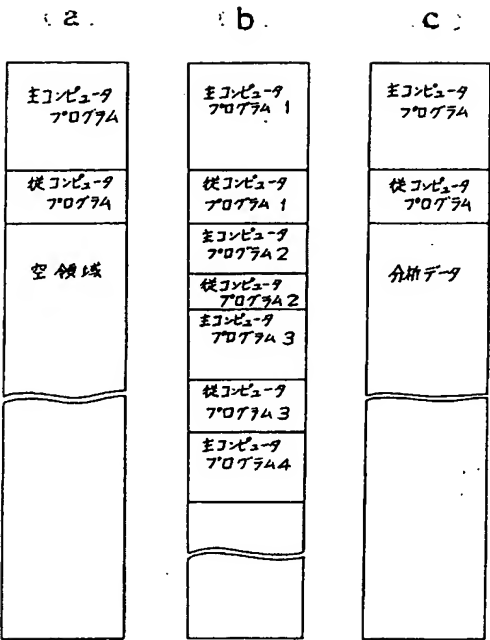 (a)
主コンピュータ
プログラム
従コンピュータ
プログラム
空領域
(b)
主コンピュータ
プログラム 1
従コンピュータ
プログラム 1
主コンピュータ
プログラム2
従コンピュータ
プログラム2
主コンピュータ
プログラム 3
従コンピュータ
プログラム3
主コンピュータ
プログラム4
(c)
主コンピュータ
プログラム
従コンピュータ
プログラム
分析データ